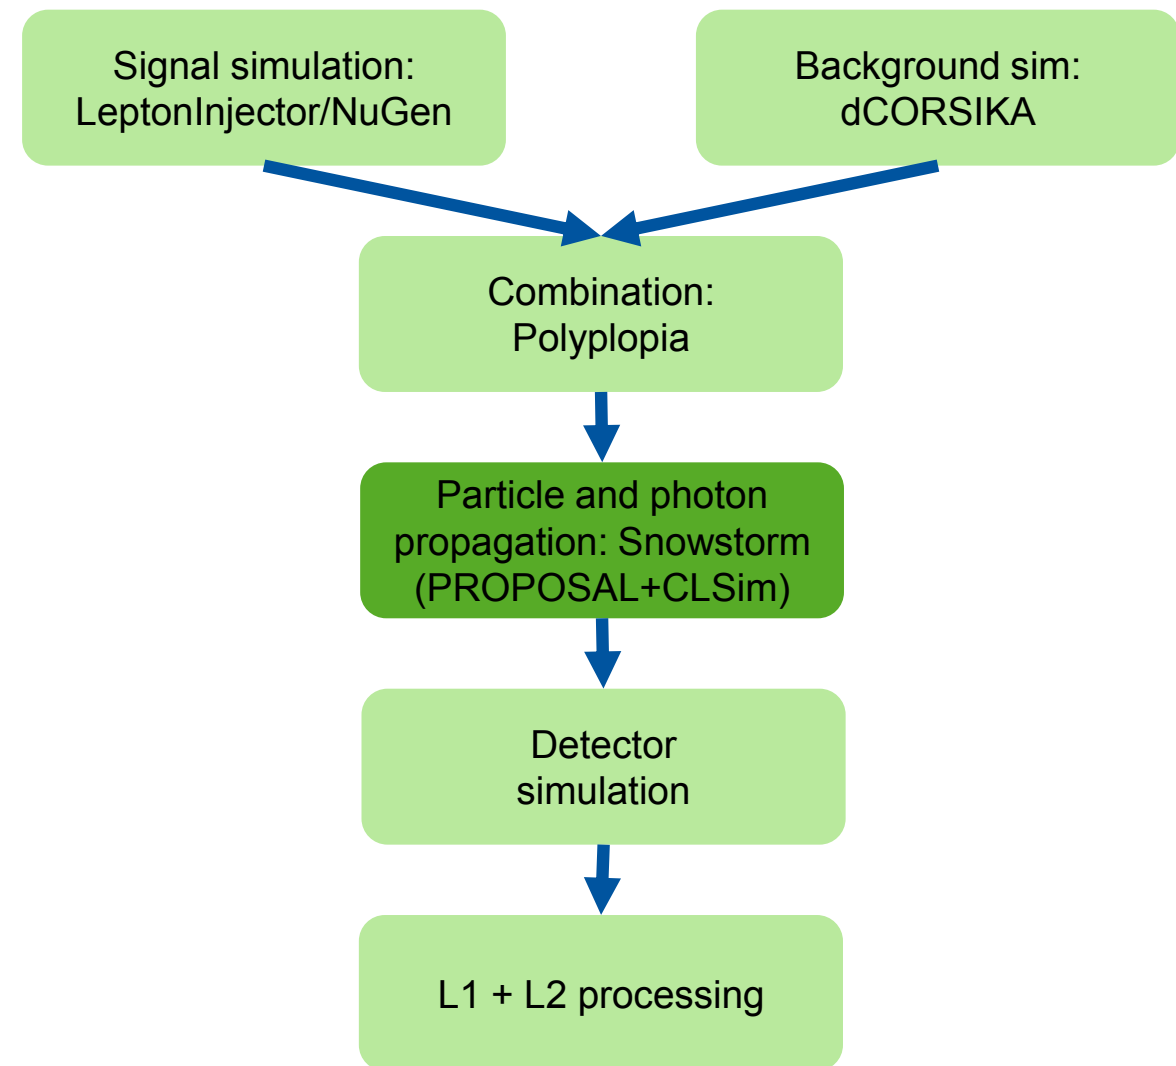 Signal simulation:
LeptonInjector/NuGen
Background sim:
dCORSIKA
Combination:
Polyplopia
Particle and photon
propagation: Snowstorm
(PROPOSAL+CLSim)
Detector
simulation
L1 + L2 processing